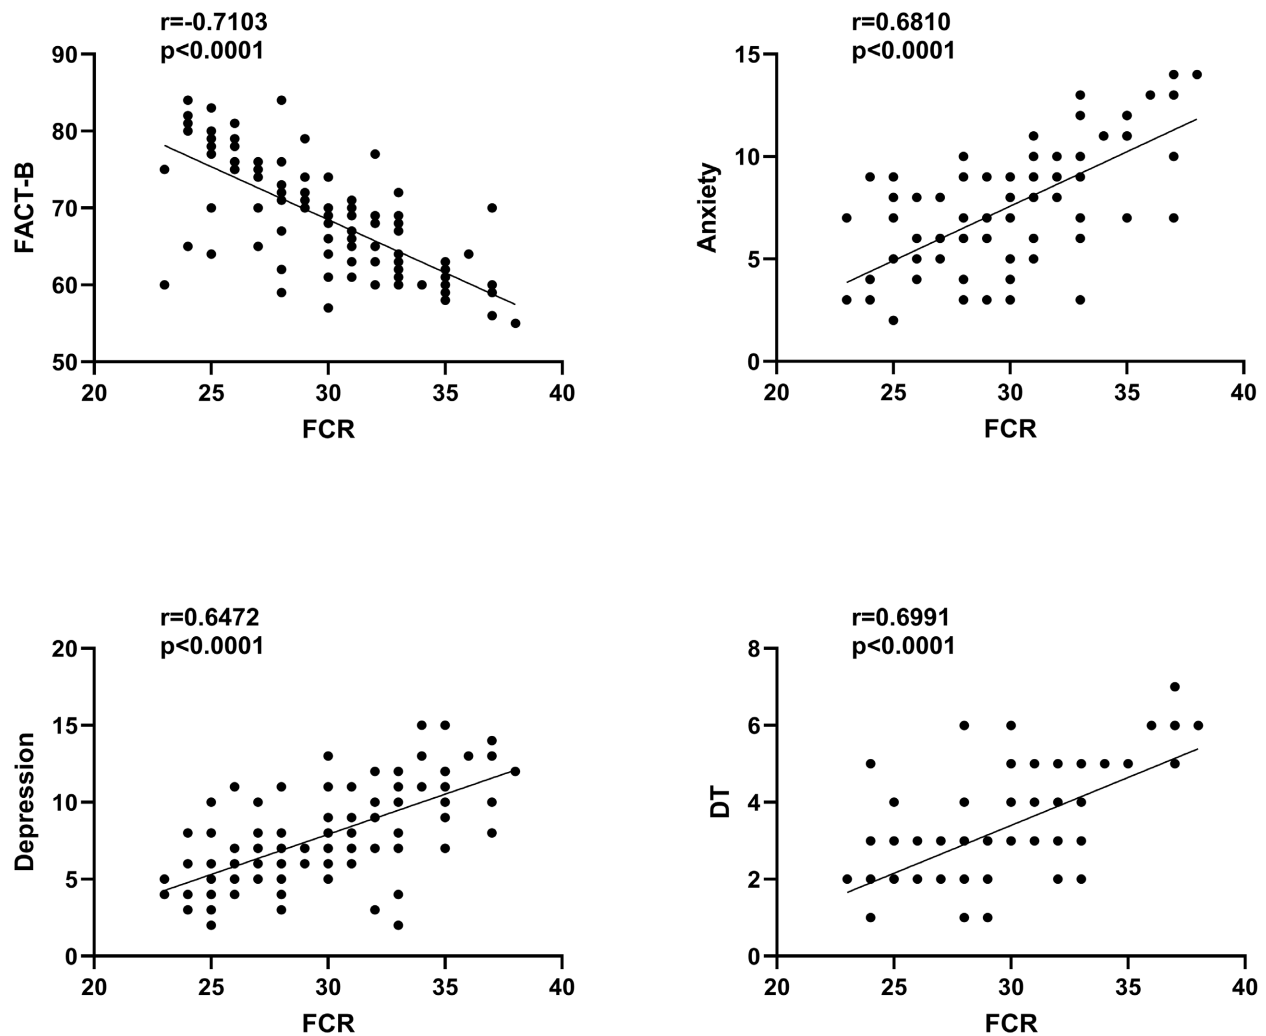 r=-0.7103
p<0.0001
90
80
70
60
50
FACT-B
20 25 30 35 40
FCR
r=0.6810
p<0.0001
15
10
5
0
Anxiety
20 25 30 35 40
FCR
r=0.6472
p<0.0001
20
15
10
5
0
Depression
20 25 30 35 40
FCR
r=0.6991
p<0.0001
8
6
4
2
0
DT
20 25 30 35 40
FCR